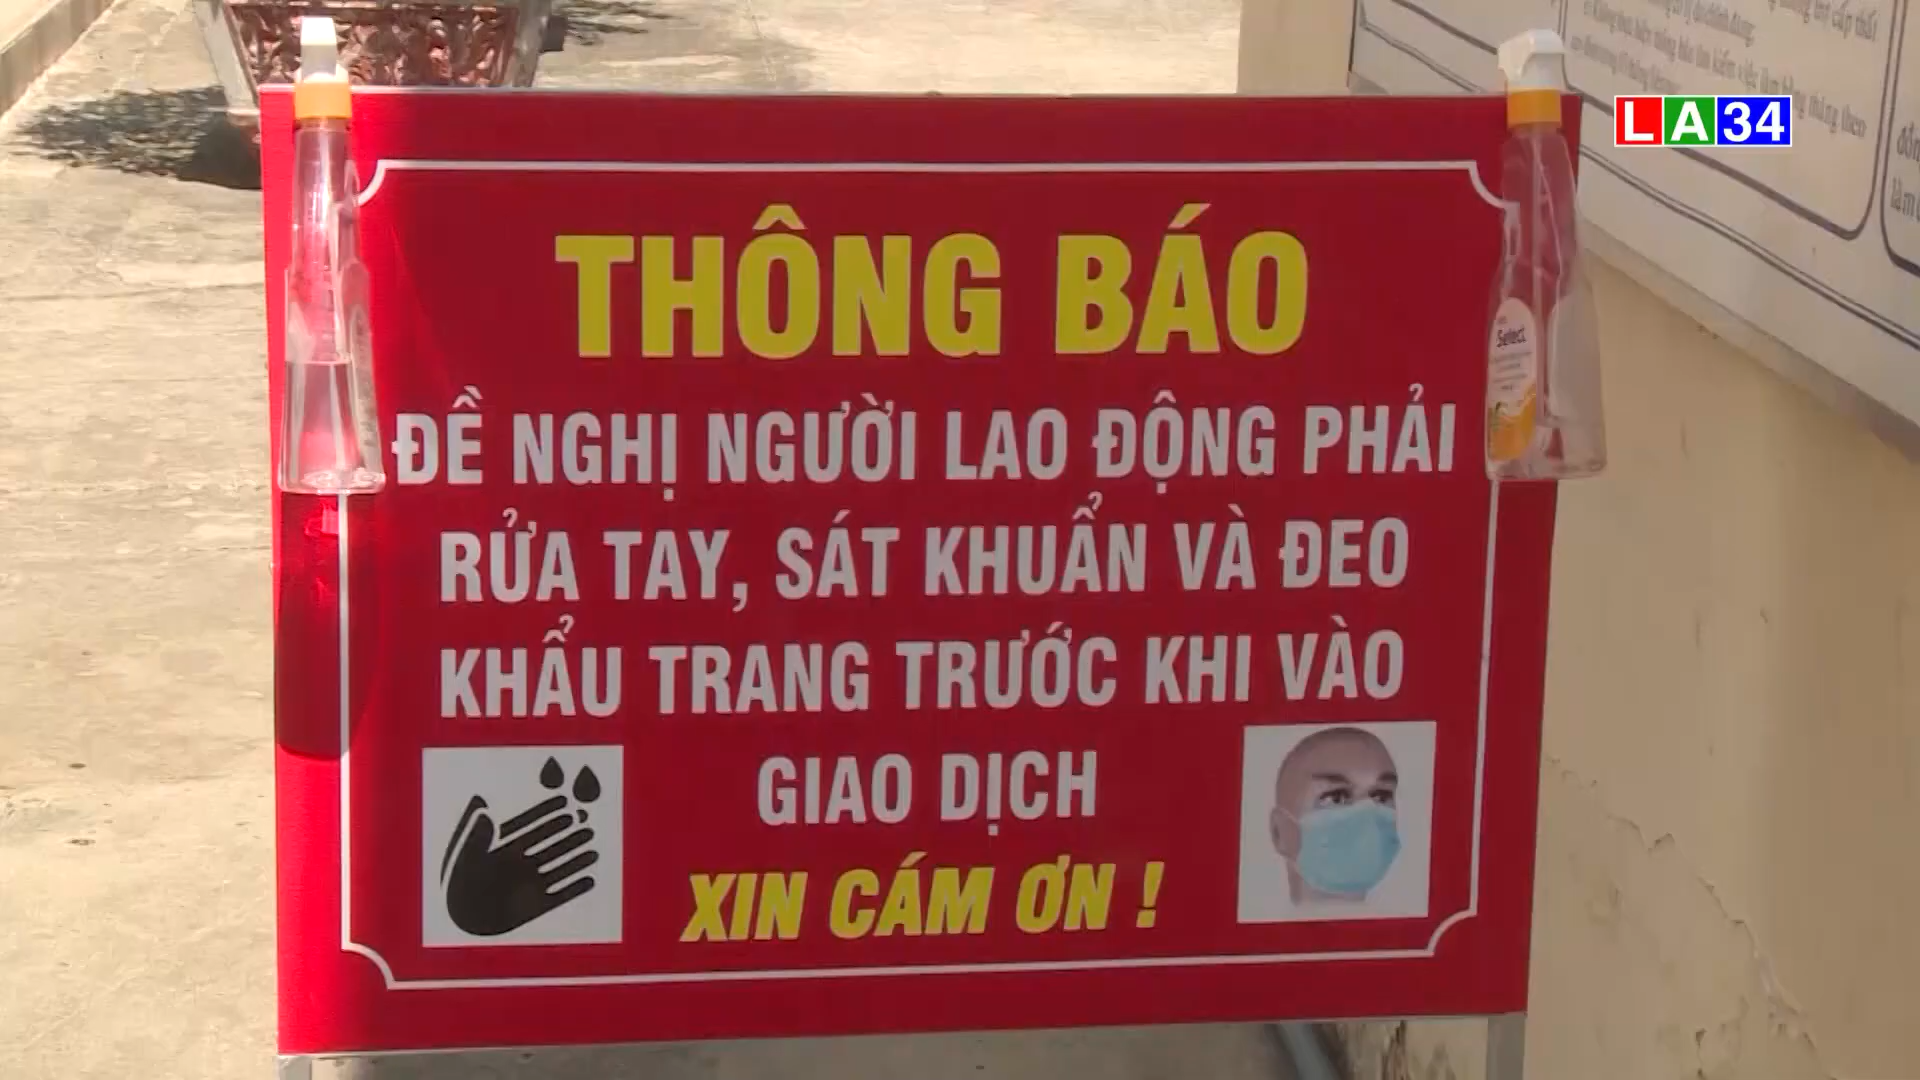 LA34
THÔNG BÁO
ĐỀ NGHỊ NGƯỜI LAO ĐỘNG PHẢI
RỬA TAY, SÁT KHUẨN VÀ ĐEO
KHẨU TRANG TRƯỚC KHI VÀO
GIAO DỊCH
XIN CÁM ƠN !
Select